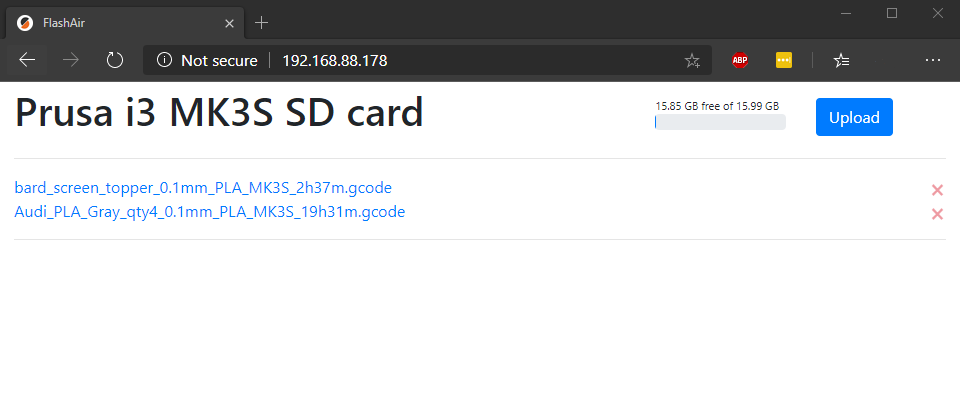 FlashAir
Not secure 192.168.88.178
ABP
Prusa i3 MK3S SD card
15.85 GB free of 15.99 GB
Upload
bard_screen_topper_0.1mm_PLA_MK3S_2h37m.gcode
Audi_PLA_Gray_qty4_0.1mm_PLA_MK3S_19h31m.gcode